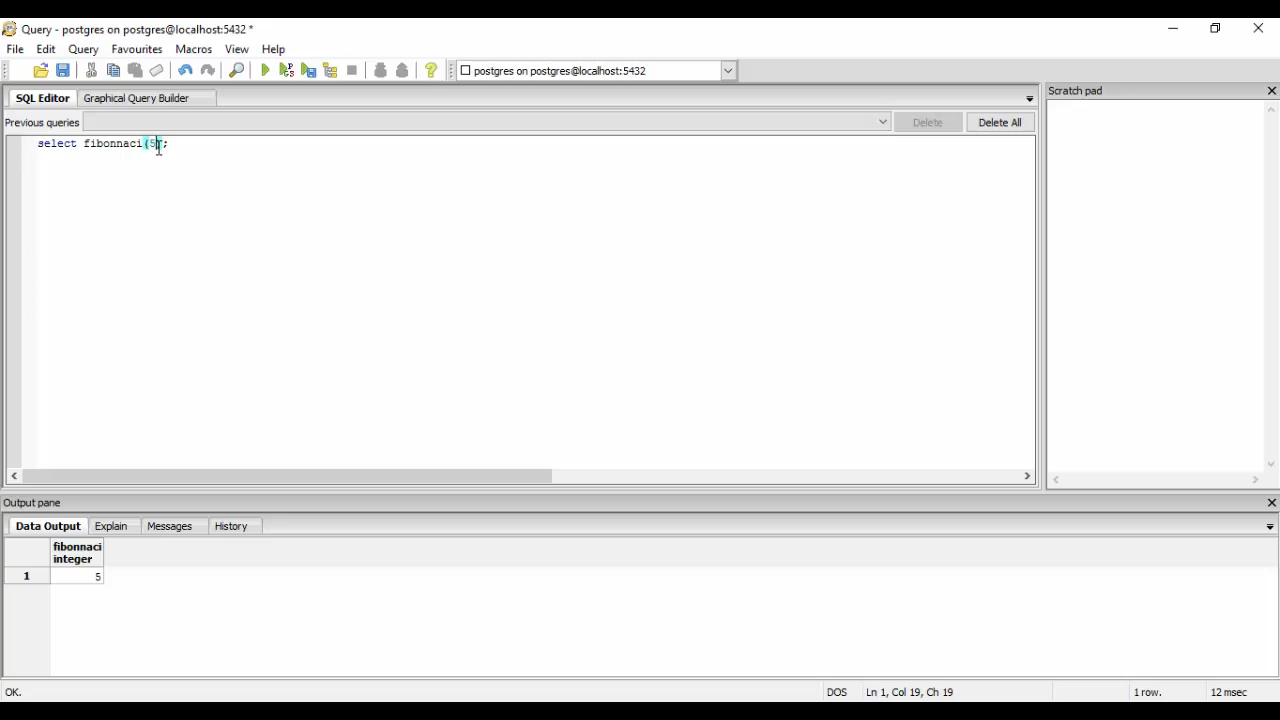 Query - postgres on postgres@localhost:5432 *
File Edit Query Favourites Macros View Help
postgres on postgres@localhost:5432
SQL Editor Graphical Query Builder
Scratch pad
Previous queries Delete Delete All
select fibonnaci(5);
Output pane
Data Output Explain Messages History
fibonnaci
integer
1 5
OK. DOS Ln 1, Col 19, Ch 19 1 row. 12 msec